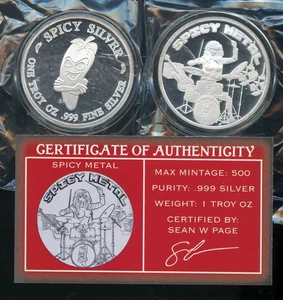 SPICY SILVER
ONE TROY OZ .999 FINE SILVER
SPICY METAL
CERTIFICATE OF AUTHENTICITY
SPICY METAL
SPICY METAL
MAX MINTAGE: 500
PURITY: .999 SILVER
WEIGHT: 1 TROY OZ
CERTIFIED BY:
SEAN W PAGE